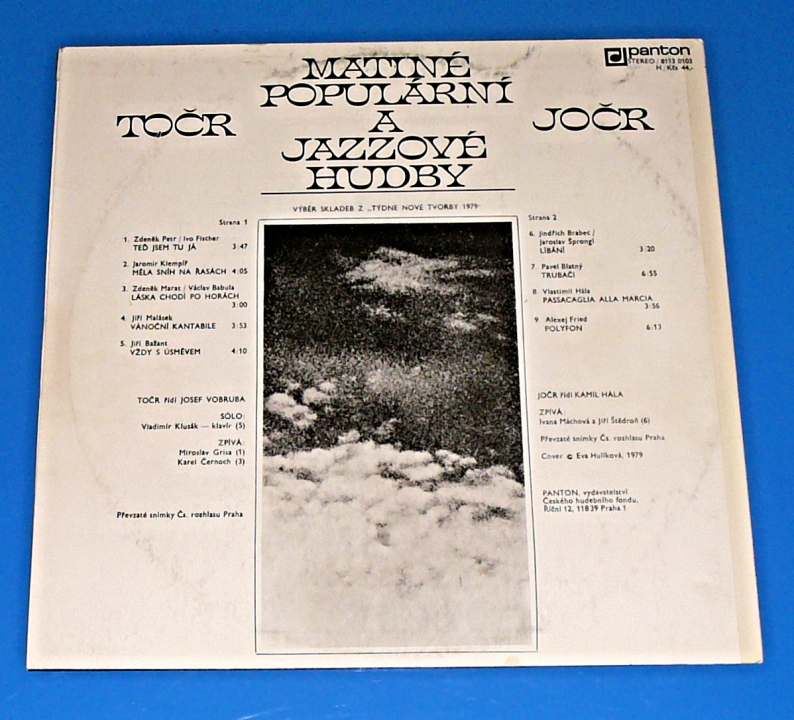 MATINÉ
POPULÁRNÍ
A
JAZZOVÉ
HUDBY
TOČR
JOČR
panton
STEREO / 8113 0103
H / Kčs 44,-
VÝBĚR SKLADEB Z „TÝDNE NOVÉ TVORBY 1979
Strana 1
1. Zdeněk Petr / Ivo Fischer
TEĎ JSEM TU JÁ 3:47
2. Jaromír Klempíř
MĚLA SNÍH NA ŘASÁCH 4:05
3. Zdeněk Marat / Václav Babula
LÁSKA CHODÍ PO HORÁCH
3:00
4. Jiří Malásek
VÁNOČNÍ KANTABILE 3:53
5. Jiří Bažant
VŽDY S ÚSMĚVEM 4:10
TOČR řídí JOSEF VOBRUBA
SÓLO:
Vladimír Klusák — klavír (5)
ZPÍVÁ:
Miroslav Grisa (1)
Karel Černoch (3)
Převzaté snímky Čs. rozhlasu Praha
Strana 2
6. Jindřich Brabec /
Jaroslav Šprongl
LÍBÁNÍ 3:20
7 Pavel Blatný
TRUBAČI 6:55
8 Vlastimil Hála
PASSACAGLIA ALLA MARCIA
3:56
9 Alexej Fried
POLYFON 6:13
JOČR řídí KAMIL HÁLA
ZPÍVÁ:
Ivana Máchová a Jiří Štědroň (6)
Převzaté snímky Čs. rozhlasu Praha
Cover © Eva Hulíková, 1979
PANTON, vydavatelství
Českého hudebního fondu,
Říční 12, 118 39 Praha 1